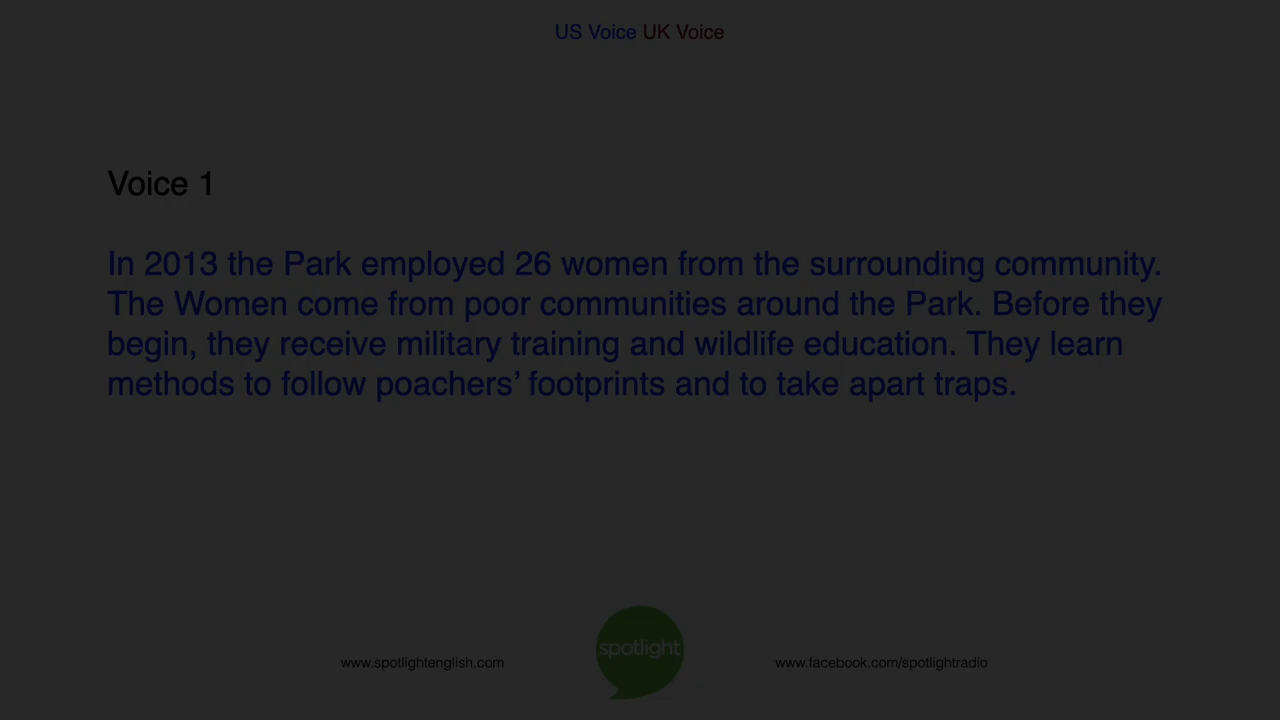 US Voice UK Voice
Voice 1
In 2013 the Park employed 26 women from the surrounding community.
The Women come from poor communities around the Park. Before they
begin, they receive military training and wildlife education. They learn
methods to follow poachers’ footprints and to take apart traps.
spotlight
www.spotlightenglish.com
www.facebook.com/spotlightradio